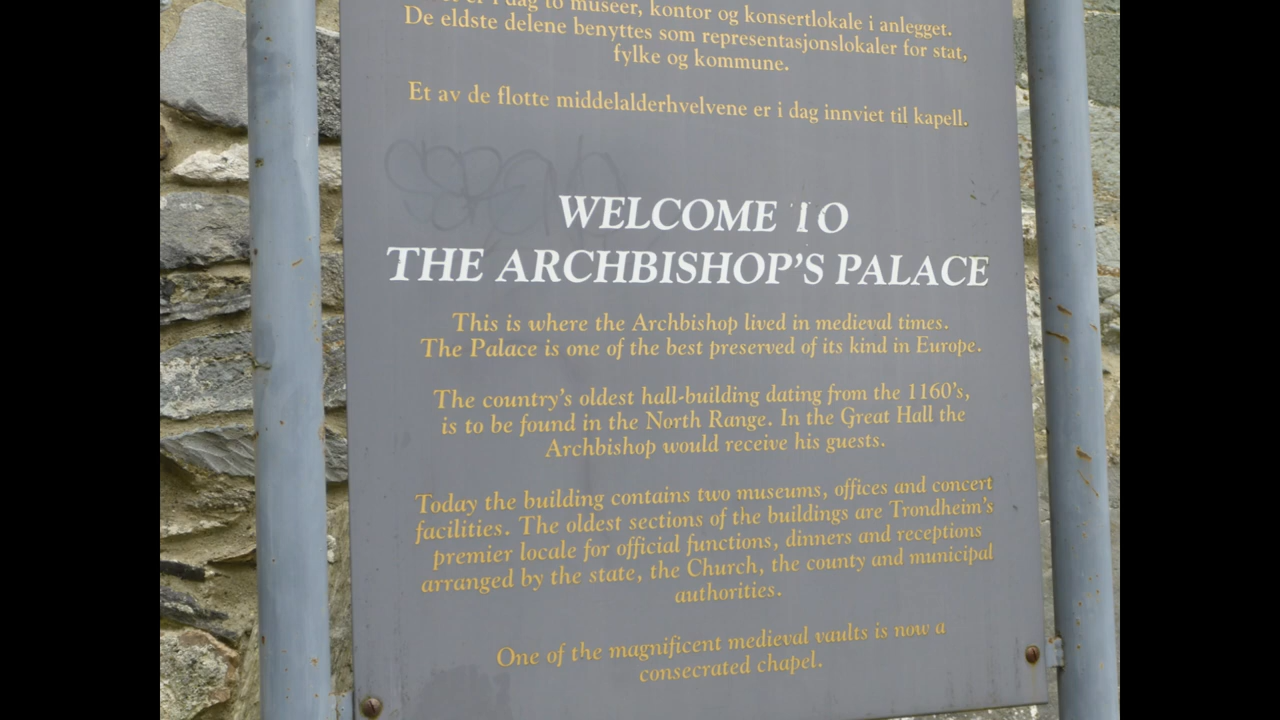 er i dag to museer, kontor og konsertlokale i anlegget.
De eldste delene benyttes som representasjonslokaler for stat,
fylke og kommune.
Et av de flotte middelalderhvelvene er i dag innviet til kapell.
WELCOME TO
THE ARCHBISHOP'S PALACE
This is where the Archbishop lived in medieval times.
The Palace is one of the best preserved of its kind in Europe.
The country's oldest hall-building dating from the 1160's,
is to be found in the North Range. In the Great Hall the
Archbishop would receive his guests.
Today the building contains two museums, offices and concert
facilities. The oldest sections of the buildings are Trondheim's
premier locale for official functions, dinners and receptions
arranged by the state, the Church, the county and municipal
authorities.
One of the magnificent medieval vaults is now a
consecrated chapel.